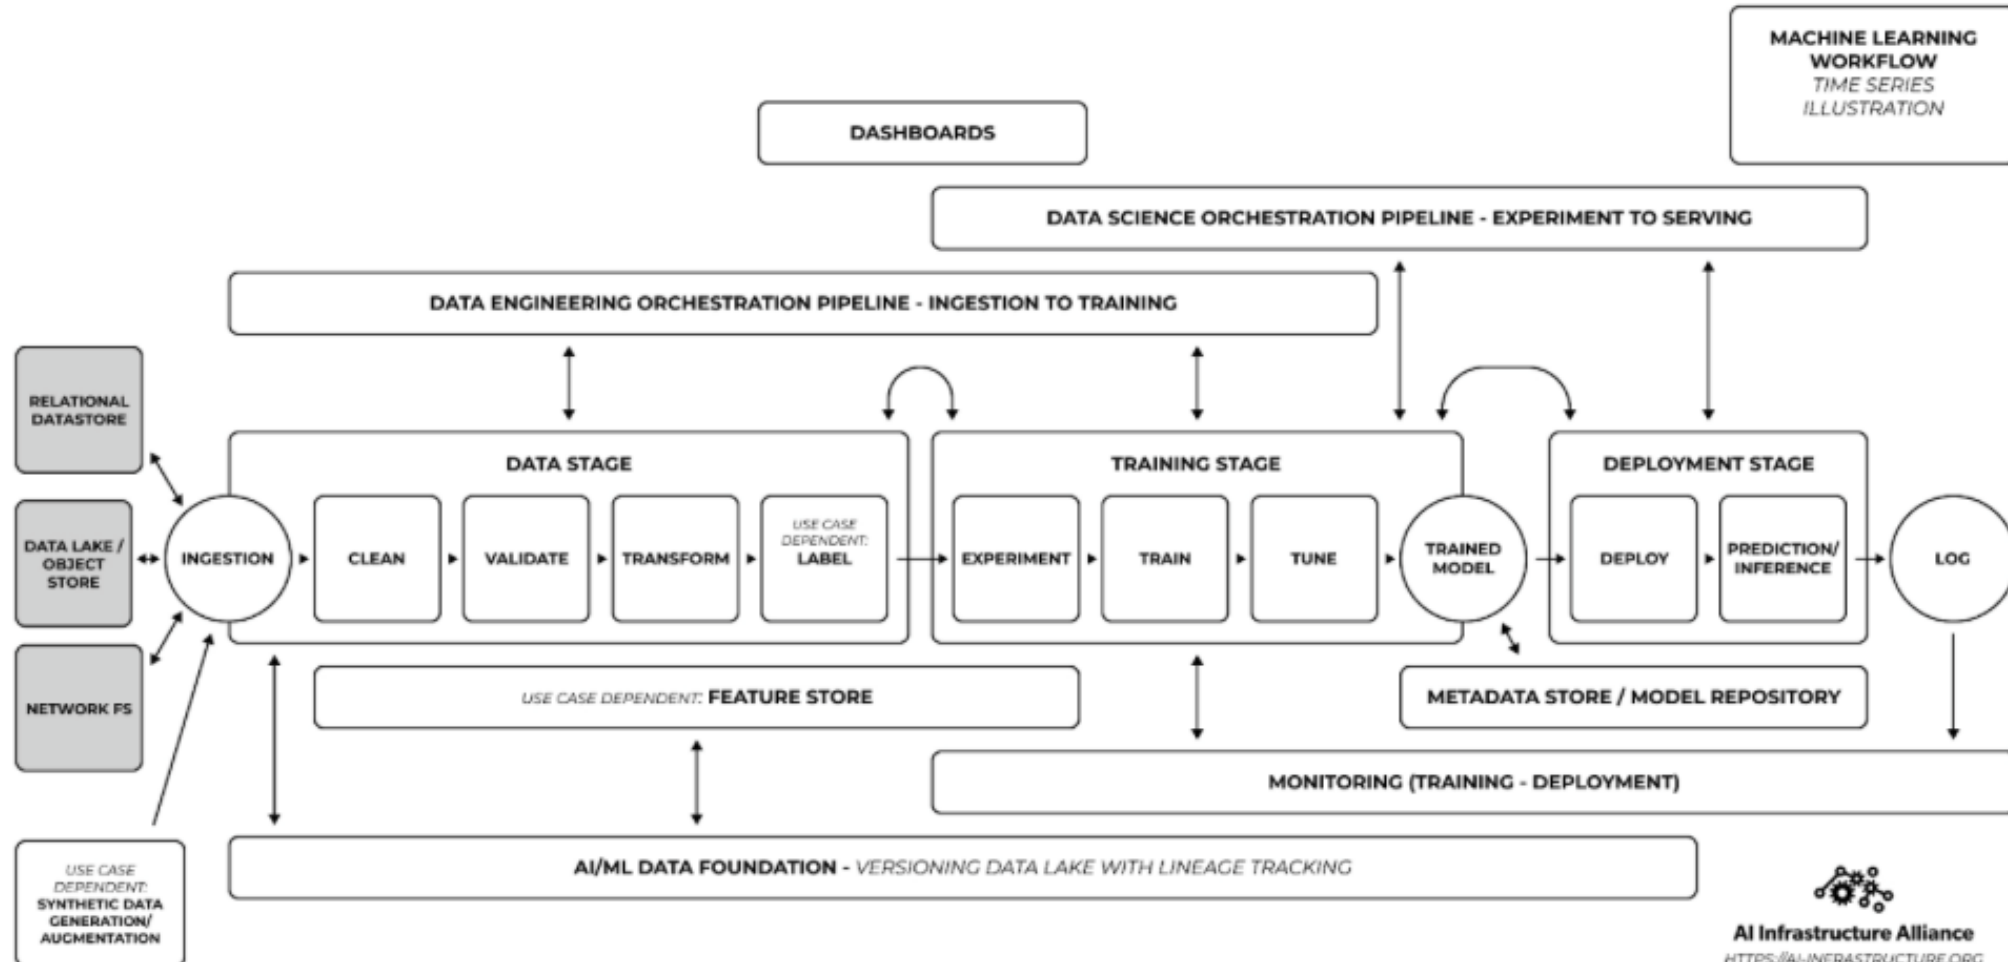 MACHINE LEARNING
WORKFLOW
TIME SERIES
ILLUSTRATION
DASHBOARDS
DATA SCIENCE ORCHESTRATION PIPELINE - EXPERIMENT TO SERVING
DATA ENGINEERING ORCHESTRATION PIPELINE - INGESTION TO TRAINING
RELATIONAL
DATASTORE
DATA LAKE /
OBJECT
STORE
NETWORK FS
INGESTION
DATA STAGE
CLEAN
VALIDATE
TRANSFORM
USE CASE
DEPENDENT:
LABEL
TRAINING STAGE
EXPERIMENT
TRAIN
TUNE
TRAINED
MODEL
DEPLOYMENT STAGE
DEPLOY
PREDICTION/
INFERENCE
LOG
USE CASE DEPENDENT: FEATURE STORE
METADATA STORE / MODEL REPOSITORY
MONITORING (TRAINING - DEPLOYMENT)
AI/ML DATA FOUNDATION - VERSIONING DATA LAKE WITH LINEAGE TRACKING
USE CASE
DEPENDENT:
SYNTHETIC DATA
GENERATION/
AUGMENTATION
AI Infrastructure Alliance
HTTPS://AI-INFRASTRUCTURE.ORG